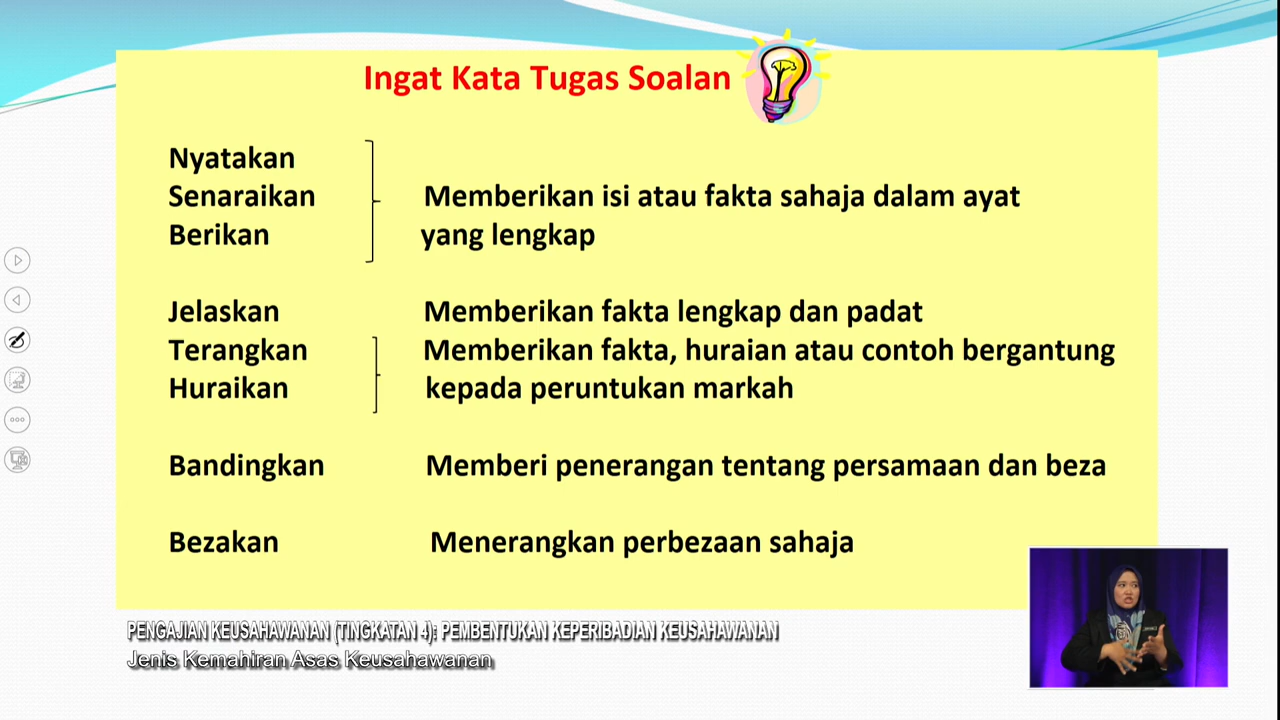 Ingat Kata Tugas Soalan
Nyatakan
Senaraikan Memberikan isi atau fakta sahaja dalam ayat
Berikan yang lengkap
Jelaskan Memberikan fakta lengkap dan padat
Terangkan Memberikan fakta, huraian atau contoh bergantung
Huraikan kepada peruntukan markah
Bandingkan Memberi penerangan tentang persamaan dan beza
Bezakan Menerangkan perbezaan sahaja
PENGAJIAN KEUSAHAWANAN (TINGKATAN 4): PEMBENTUKAN KEPERIBADIAN KEUSAHAWANAN
Jenis Kemahiran Asas Keusahawanan